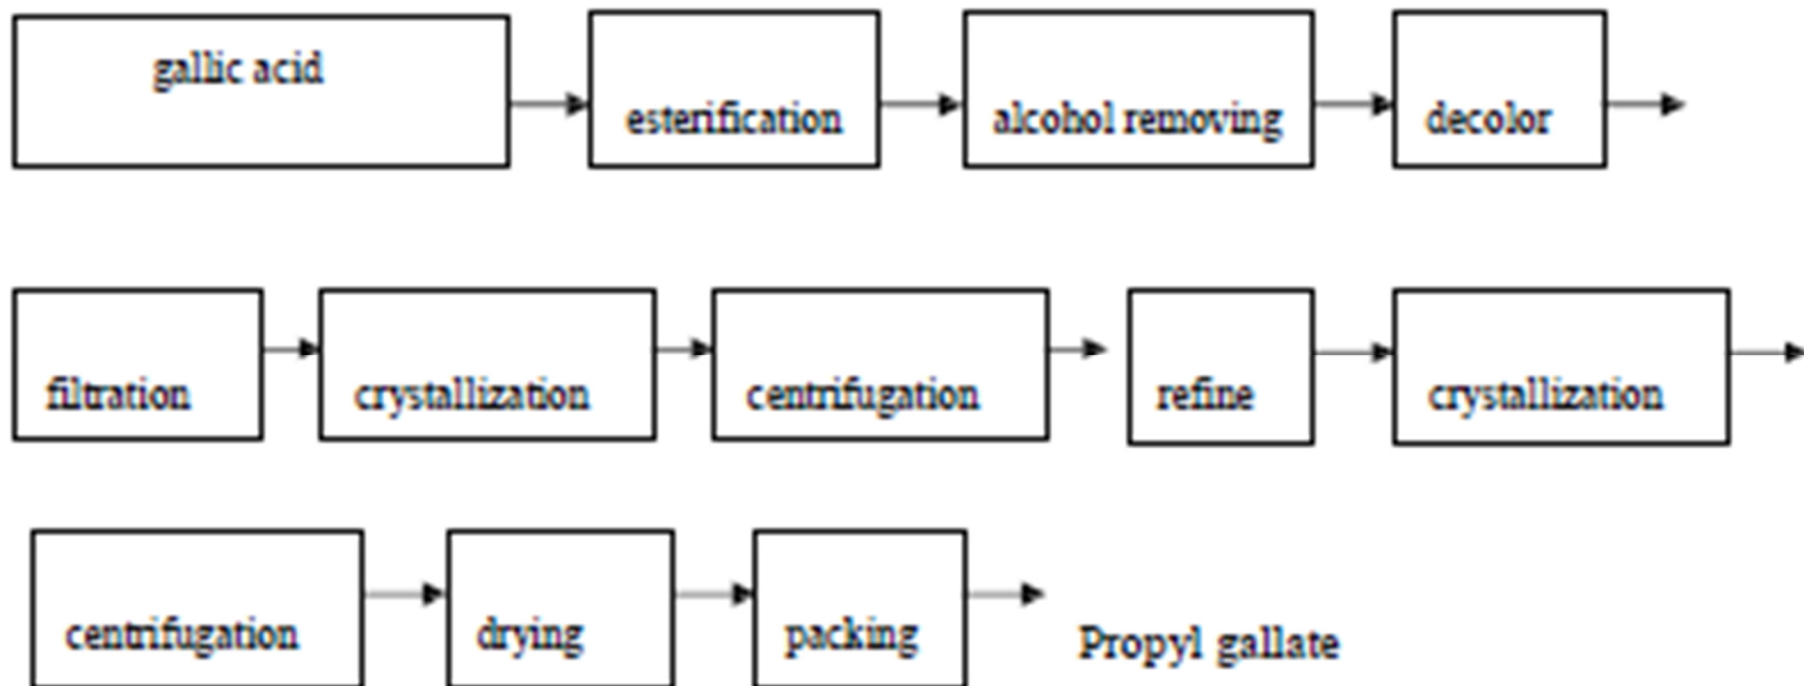 gallic acid
esterification
alcohol removing
decolor
filtration
crystallization
centrifugation
refine
crystallization
centrifugation
drying
packing
Propyl gallate